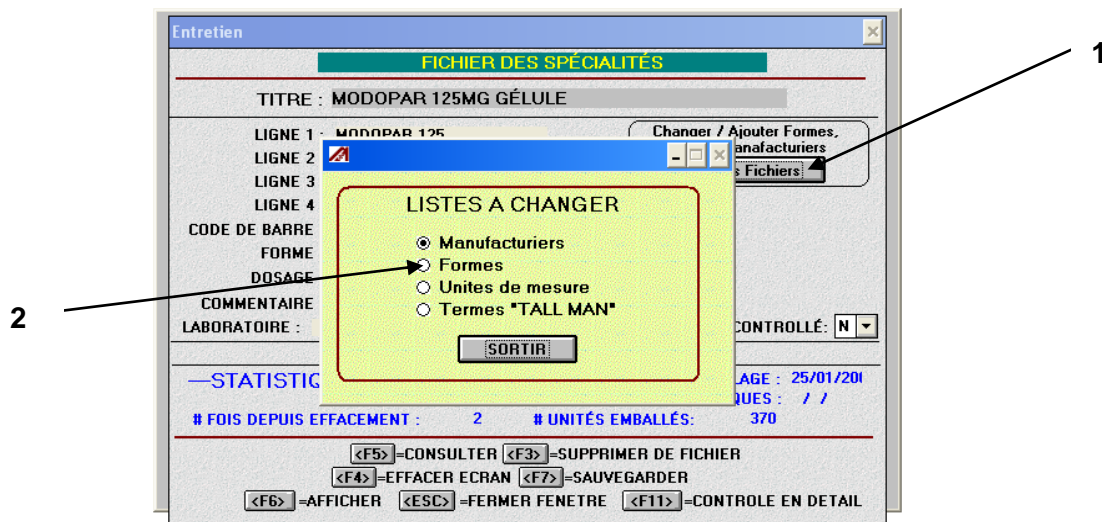 Entretien
FICHIER DES SPÉCIALITÉS
1
TITRE : MODOPAR 125MG GÉLULE
LIGNE 1 : MODOPAR 125
Changer / Ajouter Formes,
LIGNE 2
anafacturiers
LIGNE 3
s Fichiers
LIGNE 4
CODE DE BARRE
FORME
DOSAGE
COMMENTAIRE
LABORATOIRE :
CONTROLLÉ: N
LISTES A CHANGER
Manufacturiers
Formes
Unites de mesure
Termes "TALL MAN"
SORTIR
2
—STATISTIQ
LAGE : 25/01/200
QUES : / /
# FOIS DEPUIS EFFACEMENT : 2 # UNITÉS EMBALLÉS: 370
<F5> =CONSULTER <F3> =SUPPRIMER DE FICHIER
<F4> =EFFACER ECRAN <F7> =SAUVEGARDER
<F6> =AFFICHER <ESC> =FERMER FENETRE <F11> =CONTROLE EN DETAIL